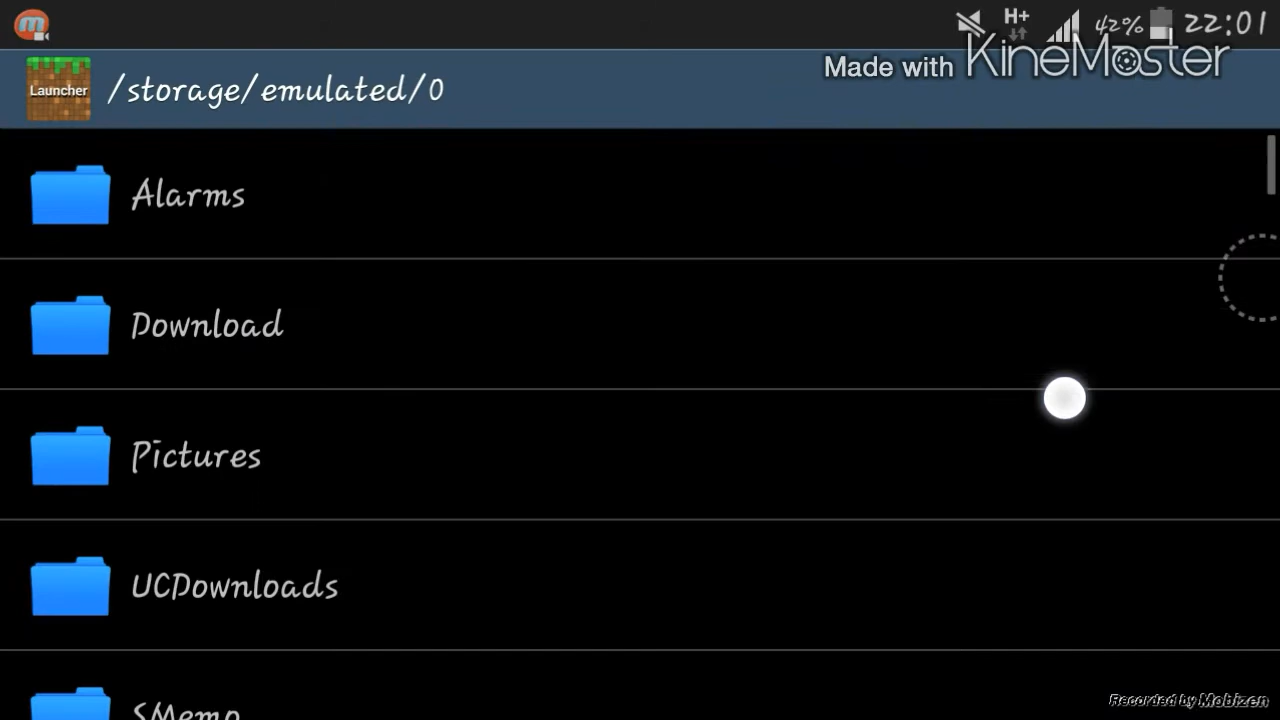 H+ 42% 22:01
Made with KineMaster
Launcher /storage/emulated/0
Alarms
Download
Pictures
UCDownloads
SMemo
Recorded by Mobizen